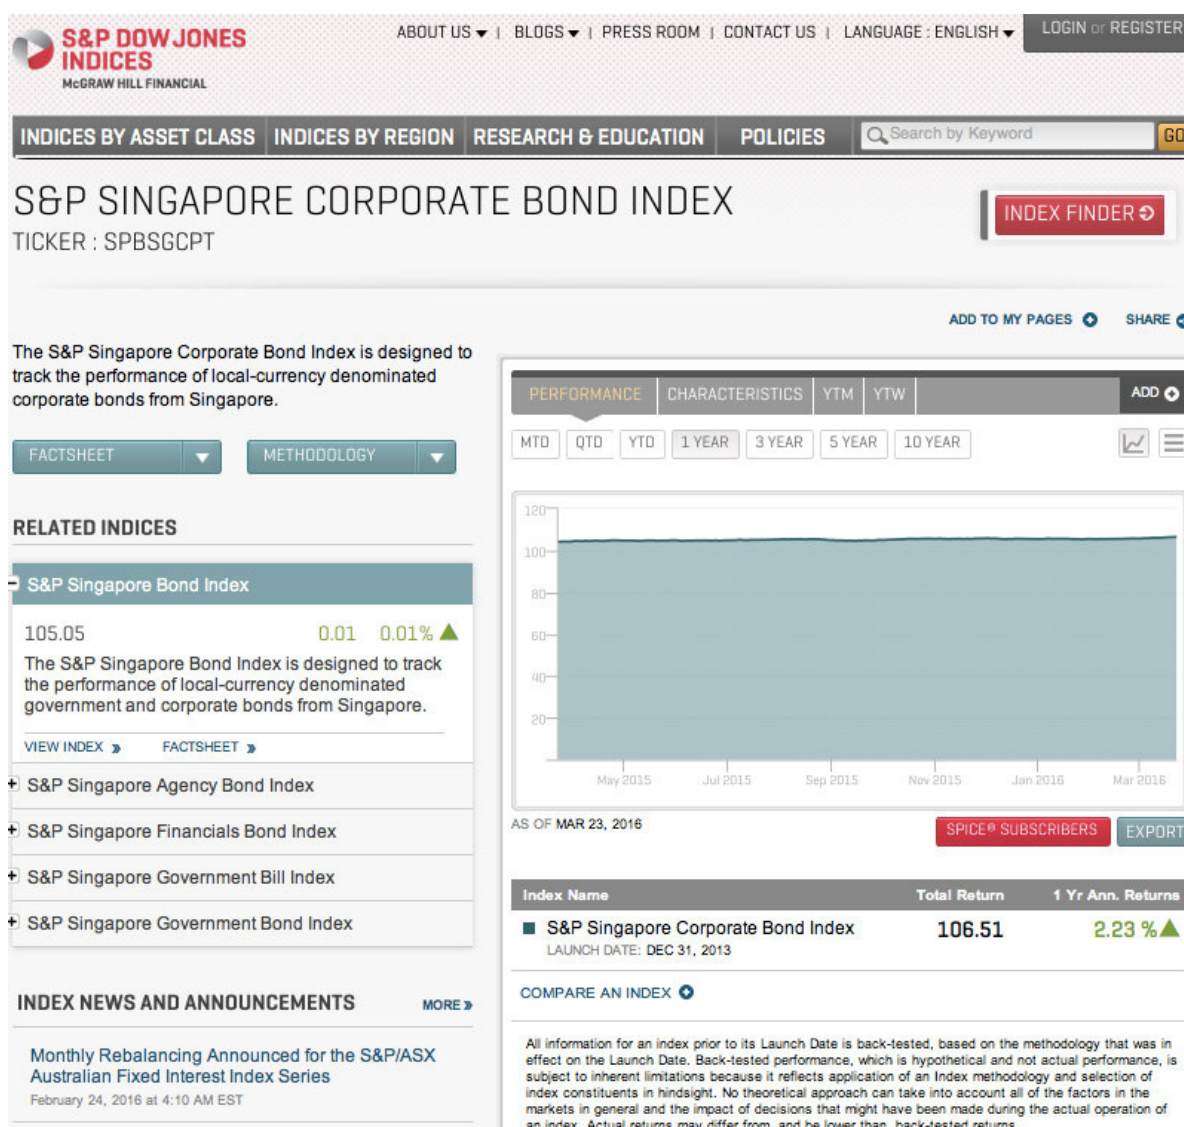 S&P DOW JONES
INDICES
McGRAW HILL FINANCIAL
ABOUT US | BLOGS | PRESS ROOM | CONTACT US | LANGUAGE : ENGLISH
LOGIN or REGISTER
INDICES BY ASSET CLASS INDICES BY REGION RESEARCH & EDUCATION POLICIES
Search by Keyword
GO
S&P SINGAPORE CORPORATE BOND INDEX
TICKER : SPBSGCPT
INDEX FINDER
ADD TO MY PAGES SHARE
The S&P Singapore Corporate Bond Index is designed to
track the performance of local-currency denominated
corporate bonds from Singapore.
FACTSHEET METHODOLOGY
RELATED INDICES
S&P Singapore Bond Index
105.05 0.01 0.01%
The S&P Singapore Bond Index is designed to track
the performance of local-currency denominated
government and corporate bonds from Singapore.
VIEW INDEX » FACTSHEET »
S&P Singapore Agency Bond Index
S&P Singapore Financials Bond Index
S&P Singapore Government Bill Index
S&P Singapore Government Bond Index
INDEX NEWS AND ANNOUNCEMENTS MORE »
Monthly Rebalancing Announced for the S&P/ASX
Australian Fixed Interest Index Series
February 24, 2016 at 4:10 AM EST
PERFORMANCE CHARACTERISTICS YTM YTW ADD
MTD QTD YTD 1 YEAR 3 YEAR 5 YEAR 10 YEAR
120
100
80
60
40
20
May 2015 Jul 2015 Sep 2015 Nov 2015 Jan 2016 Mar 2016
AS OF MAR 23, 2016
SPICE® SUBSCRIBERS EXPORT
Index Name Total Return 1 Yr Ann. Returns
S&P Singapore Corporate Bond Index 106.51 2.23 %
LAUNCH DATE: DEC 31, 2013
COMPARE AN INDEX
All information for an index prior to its Launch Date is back-tested, based on the methodology that was in
effect on the Launch Date. Back-tested performance, which is hypothetical and not actual performance, is
subject to inherent limitations because it reflects application of an Index methodology and selection of
index constituents in hindsight. No theoretical approach can take into account all of the factors in the
markets in general and the impact of decisions that might have been made during the actual operation of
an index. Actual returns may differ from, and be lower than, back-tested returns.